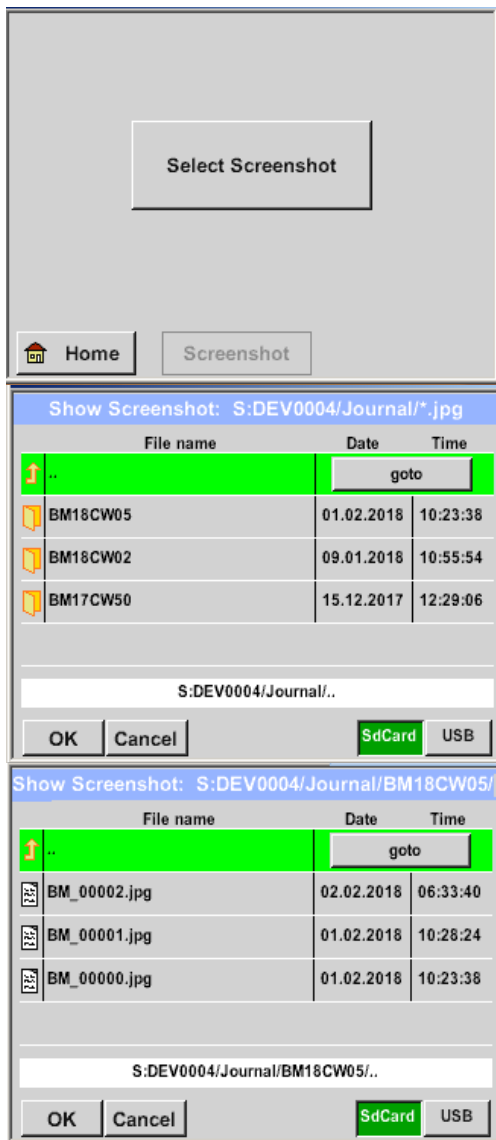 Select Screenshot
Home Screenshot
Show Screenshot: S:DEV0004/Journal/*.jpg
File name Date Time
.. goto
BM18CW05 01.02.2018 10:23:38
BM18CW02 09.01.2018 10:55:54
BM17CW50 15.12.2017 12:29:06
S:DEV0004/Journal/..
OK Cancel SdCard USB
Show Screenshot: S:DEV0004/Journal/BM18CW05/
File name Date Time
.. goto
BM_00002.jpg 02.02.2018 06:33:40
BM_00001.jpg 01.02.2018 10:28:24
BM_00000.jpg 01.02.2018 10:23:38
S:DEV0004/Journal/BM18CW05/..
OK Cancel SdCard USB